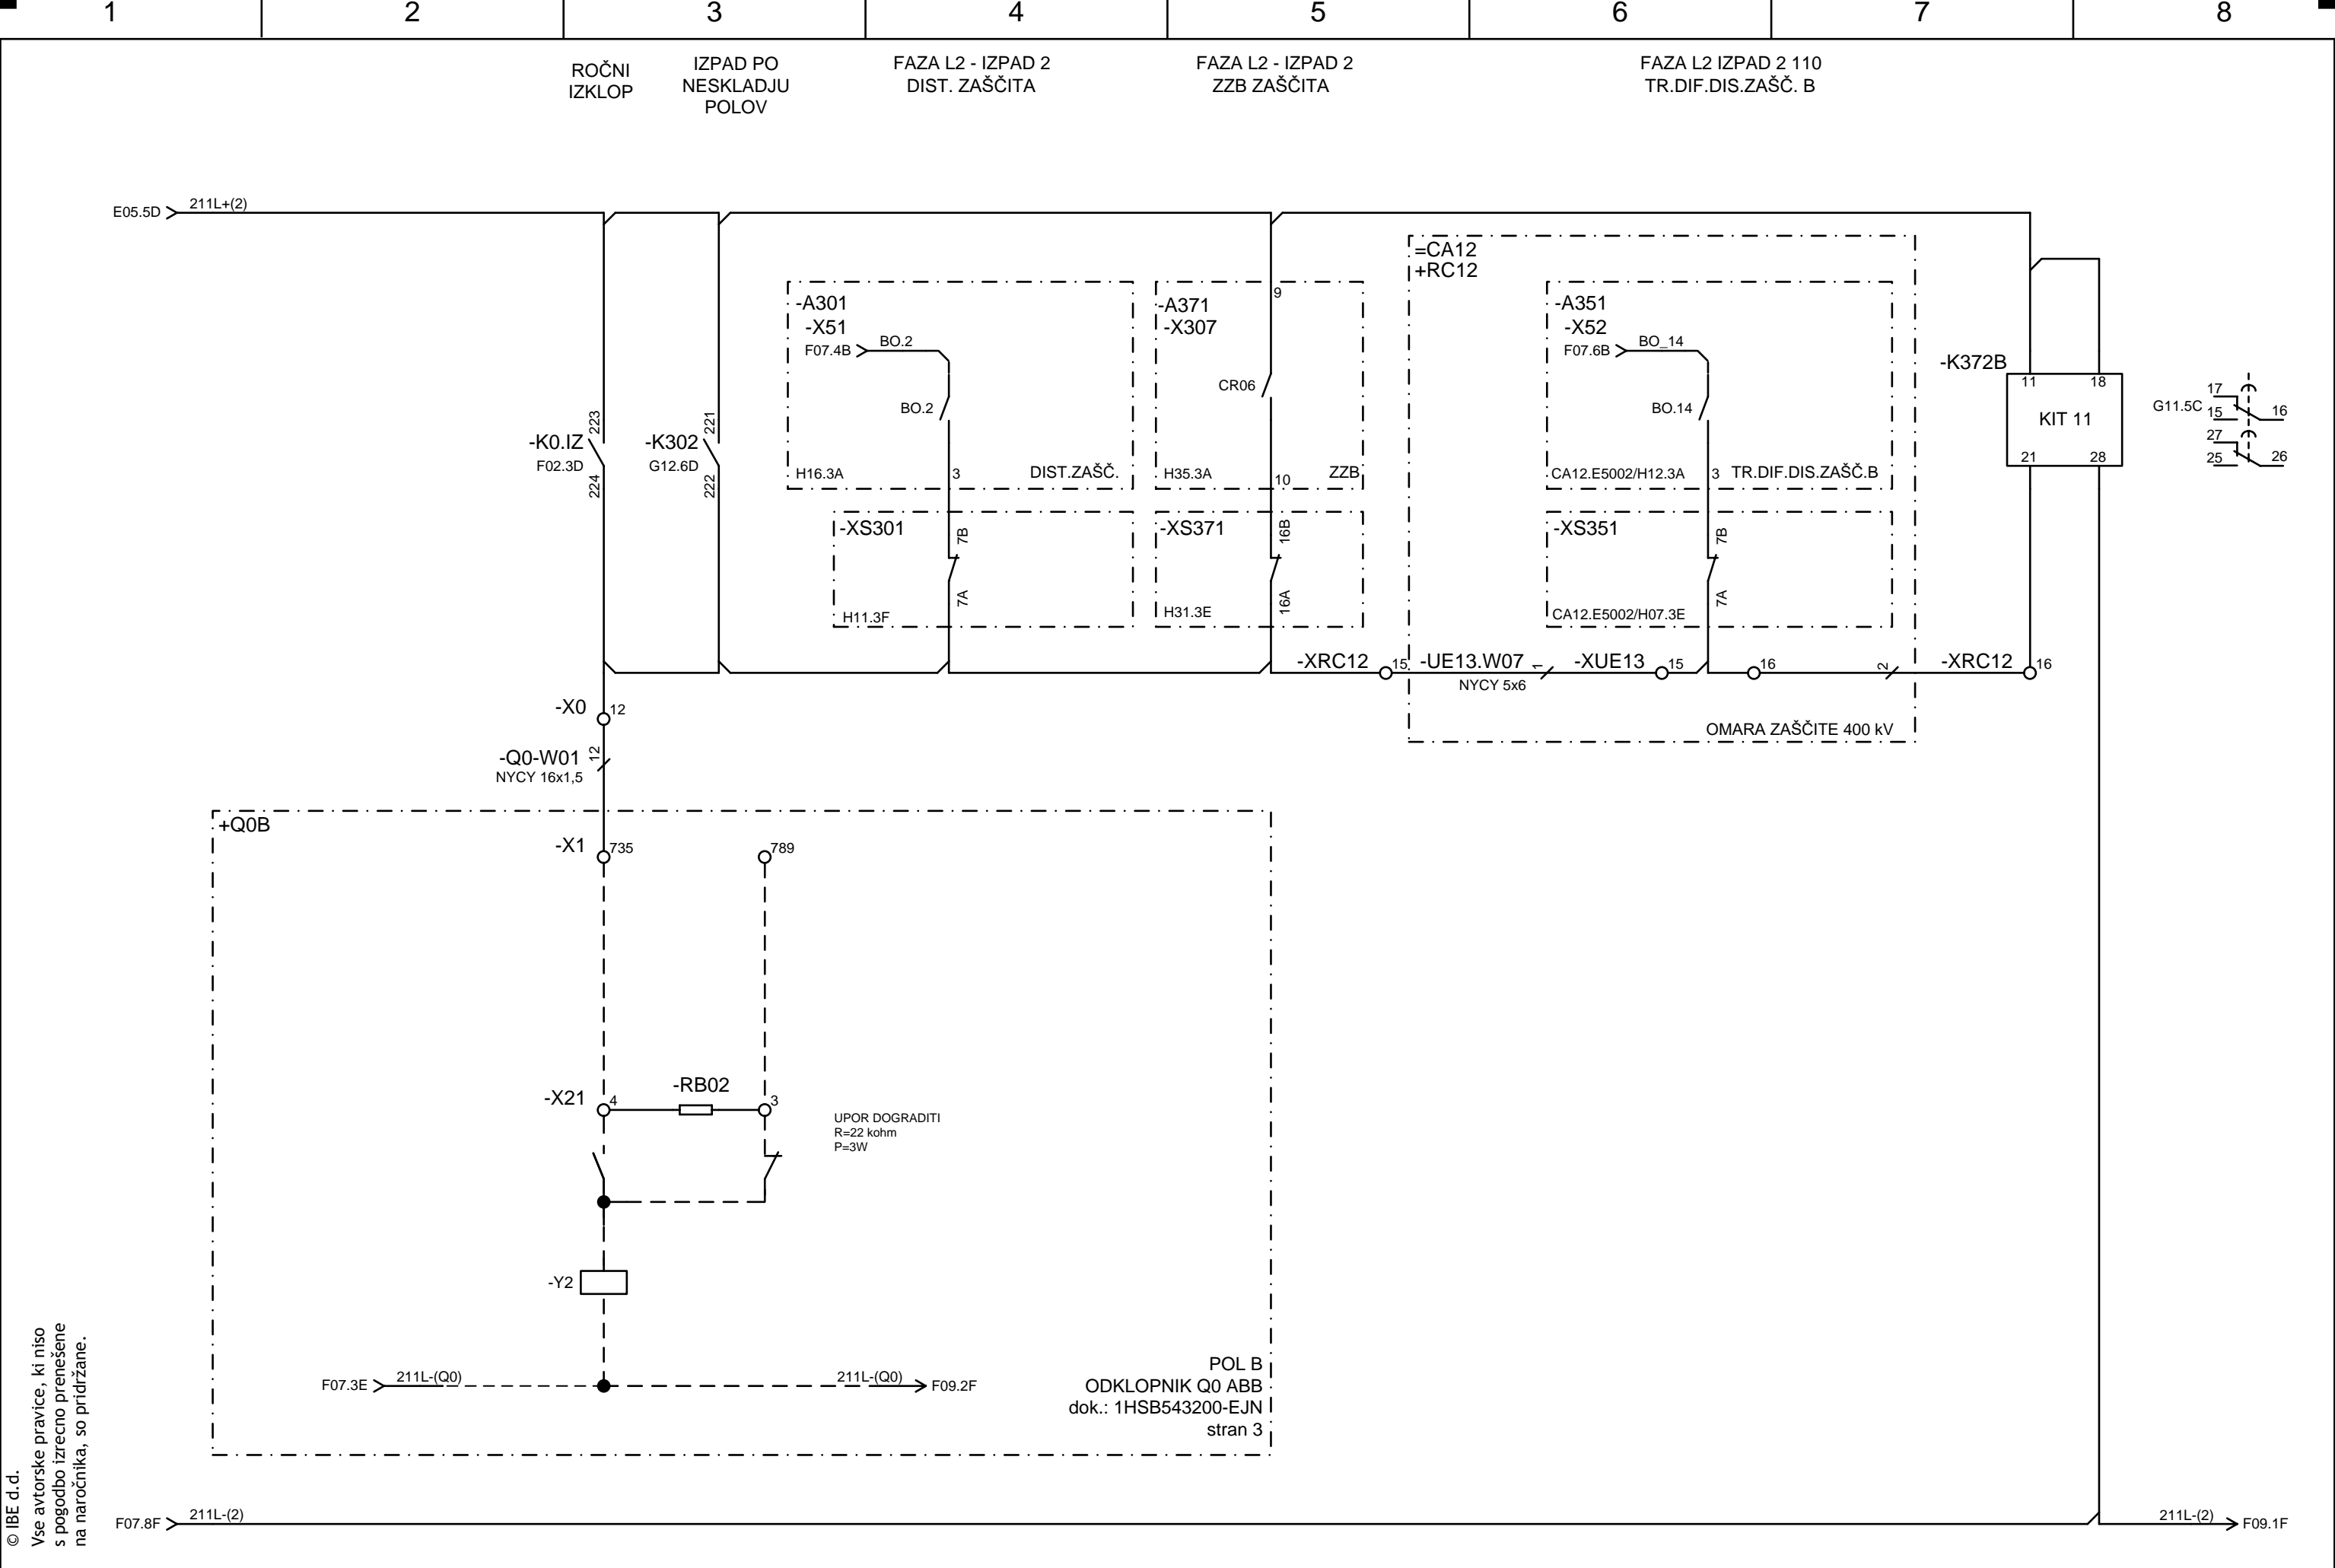 1
2
3
4
5
6
7
8
ROČNI
IZKLOP
IZPAD PO
NESKLADJU
POLOV
FAZA L2 - IZPAD 2
DIST. ZAŠČITA
FAZA L2 - IZPAD 2
ZZB ZAŠČITA
FAZA L2 IZPAD 2 110
TR.DIF.DIS.ZAŠČ. B
E05.5D
211L+(2)
=CA12
+RC12
-A301
-X51
F07.4B
BO.2
BO.2
H16.3A
3
DIST.ZAŠČ.
-A371
-X307
9
CR06
H35.3A
10
ZZB
-A351
-X52
F07.6B
BO_14
BO.14
CA12.E5002/H12.3A
3
TR.DIF.DIS.ZAŠČ.B
-K372B
11
18
KIT 11
21
28
G11.5C
17
15
16
27
25
26
-K0.IZ
F02.3D
223
224
-K302
G12.6D
221
222
-XS301
7B
7A
H11.3F
-XS371
16B
16A
H31.3E
-XS351
7B
7A
CA12.E5002/H07.3E
-XRC12
15
-UE13.W07
NYCY 5x6
1
-XUE13
15
16
2
-XRC12
16
OMARA ZAŠČITE 400 kV
-X0
12
-Q0-W01
NYCY 16x1,5
12
+Q0B
-X1
735
789
-X21
4
-RB02
3
UPOR DOGRADITI
R=22 kohm
P=3W
-Y2
F07.3E
211L-(Q0)
211L-(Q0)
F09.2F
POL B
ODKLOPNIK Q0 ABB
dok.: 1HSB543200-EJN
stran 3
F07.8F
211L-(2)
211L-(2)
F09.1F
© IBE d.d.
Vse avtorske pravice, ki niso
s pogodbo izrecno prenešene
na naročnika, so pridržane.